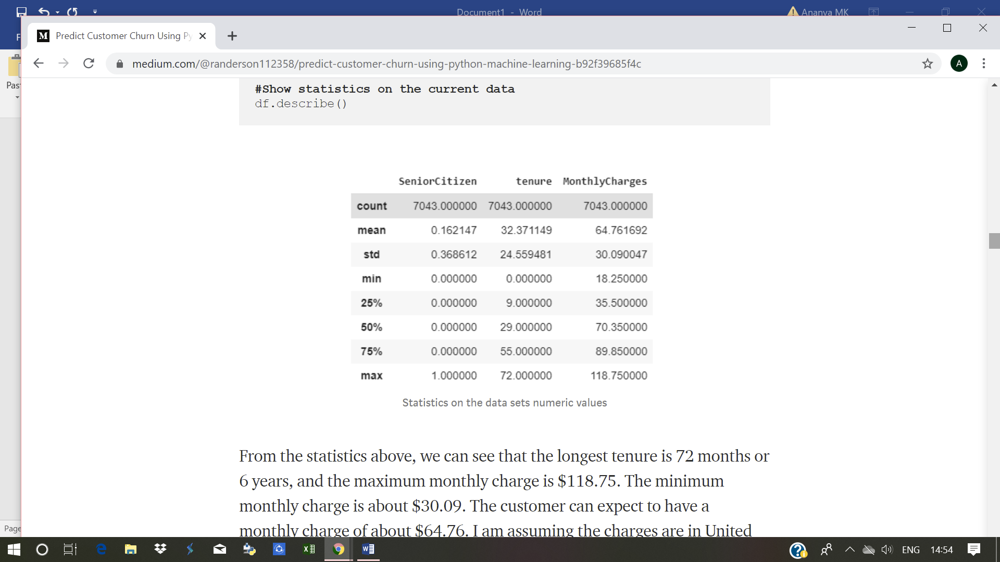 Document1 - Word
Ananya MK
F
Predict Customer Churn Using Py
medium.com/@randerson112358/predict-customer-churn-using-python-machine-learning-b92f39685f4c
A
Pas
#Show statistics on the current data
df.describe()
SeniorCitizen tenure MonthlyCharges
count 7043.000000 7043.000000 7043.000000
mean 0.162147 32.371149 64.761692
std 0.368612 24.559481 30.090047
min 0.000000 0.000000 18.250000
25% 0.000000 9.000000 35.500000
50% 0.000000 29.000000 70.350000
75% 0.000000 55.000000 89.850000
max 1.000000 72.000000 118.750000
Statistics on the data sets numeric values
From the statistics above, we can see that the longest tenure is 72 months or
6 years, and the maximum monthly charge is $118.75. The minimum
monthly charge is about $30.09. The customer can expect to have a
monthly charge of about $64.76. I am assuming the charges are in United
Page
ENG 14:54